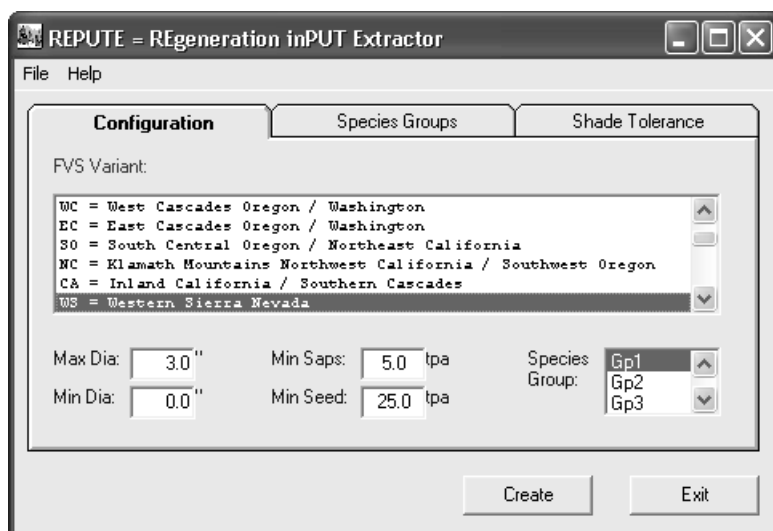 REPUTE = REgeneration inPUT Extractor
File Help
Configuration Species Groups Shade Tolerance
FVS Variant:
WC = West Cascades Oregon / Washington
EC = East Cascades Oregon / Washington
SO = South Central Oregon / Northeast California
NC = Klamath Mountains Northwest California / Southwest Oregon
CA = Inland California / Southern Cascades
WS = Western Sierra Nevada
Max Dia: 3.0 " Min Saps: 5.0 tpa Species Group: Gp1
Min Dia: 0.0 " Min Seed: 25.0 tpa Gp2
Gp3
Create Exit